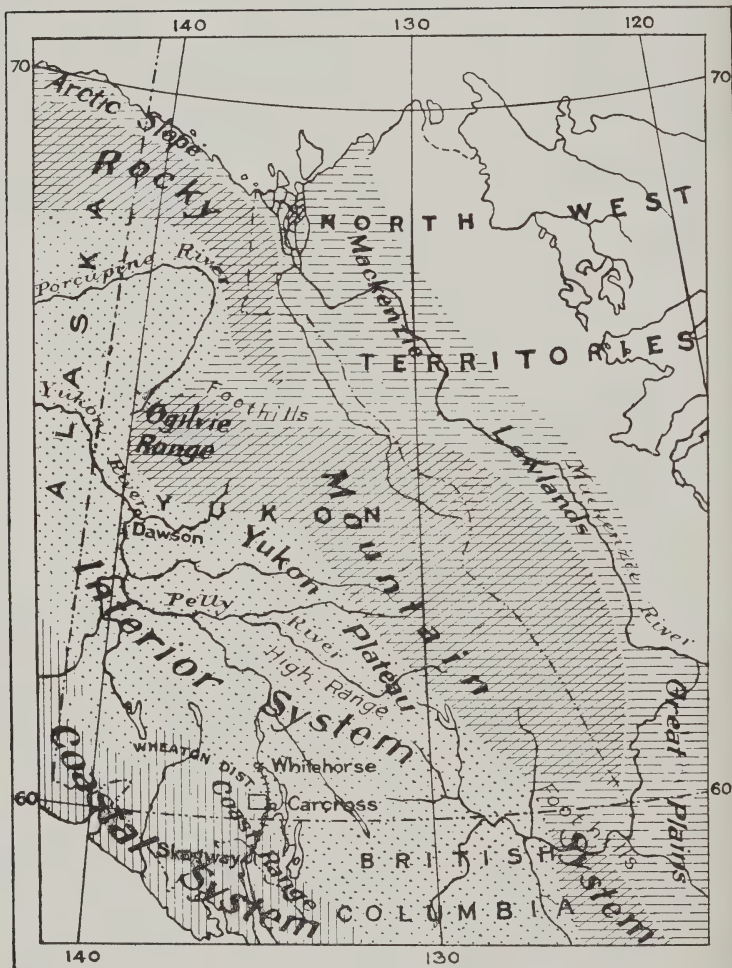 140
130
120
70
70
Arctic Slope
Rocky
NORTH WEST
Mackenzie
ALASKA
Porcupine River
TERRITORIES
Yukon
River
Foothills
Ogilvie
Range
Lowlands
Mackenzie River
YUKON
Mountain
Dawson
Yukon
Plateau
Pelly River
Interior
System
High Range
Great Plains
Coastal
System
WHEATON DIST.
Whitehorse
60
60
Carcross
Coast Range
Foothills
Skagway
BRITISH
COLUMBIA
System
140
130